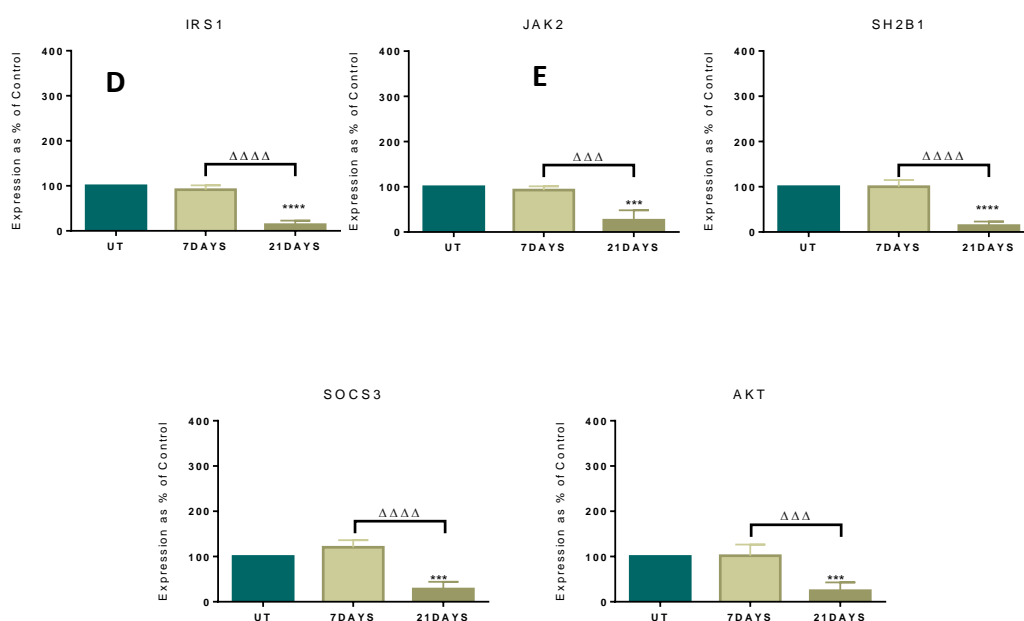 IRS1
Expression as % of Control
400
300
200
100
0
D
ΔΔΔΔ
****
UT
7DAYS
21DAYS
JAK2
Expression as % of Control
400
300
200
100
0
E
ΔΔΔ
***
UT
7DAYS
21DAYS
SH2B1
Expression as % of Control
400
300
200
100
0
ΔΔΔΔ
****
UT
7DAYS
21DAYS
SOCS3
Expression as % of Control
400
300
200
100
0
ΔΔΔΔ
***
UT
7DAYS
21DAYS
AKT
Expression as % of Control
400
300
200
100
0
ΔΔΔ
***
UT
7DAYS
21DAYS